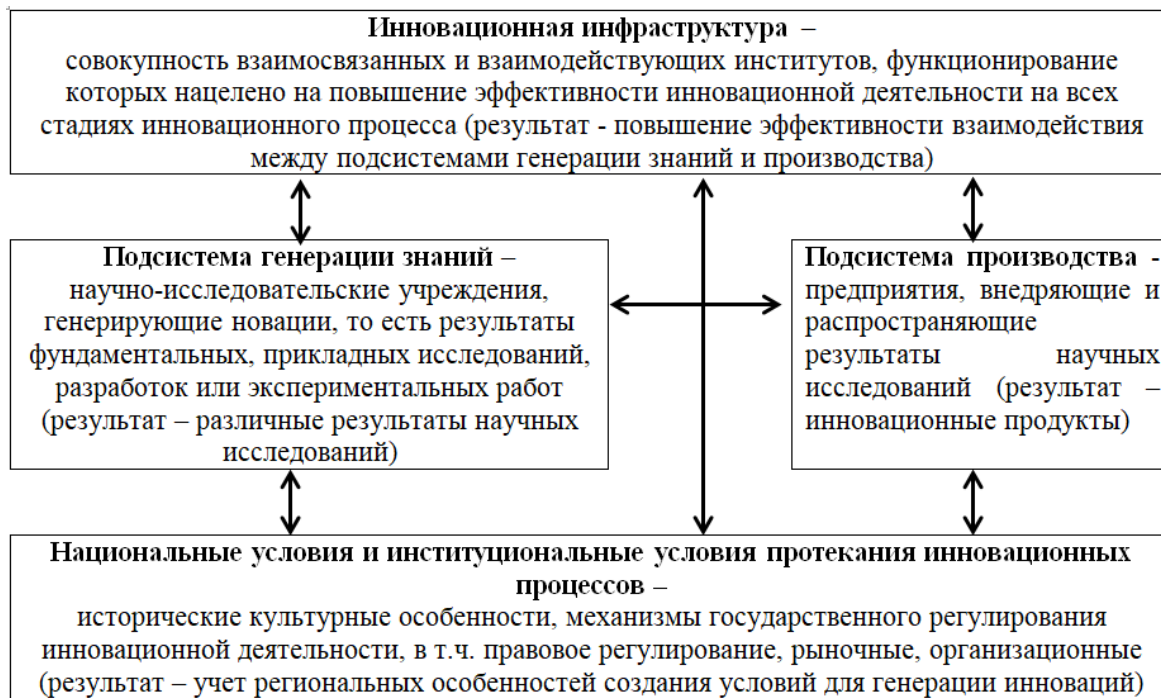 Инновационная инфраструктура –
совокупность взаимосвязанных и взаимодействующих институтов, функционирование
которых нацелено на повышение эффективности инновационной деятельности на всех
стадиях инновационного процесса (результат - повышение эффективности взаимодействия
между подсистемами генерации знаний и производства)
Подсистема генерации знаний –
научно-исследовательские учреждения,
генерирующие новации, то есть результаты
фундаментальных, прикладных исследований,
разработок или экспериментальных работ
(результат – различные результаты научных
исследований)
Подсистема производства -
предприятия, внедряющие и
распространяющие
результаты научных
исследований (результат –
инновационные продукты)
Национальные условия и институциональные условия протекания инновационных
процессов –
исторические культурные особенности, механизмы государственного регулирования
инновационной деятельности, в т.ч. правовое регулирование, рыночные, организационные
(результат – учет региональных особенностей создания условий для генерации инноваций)